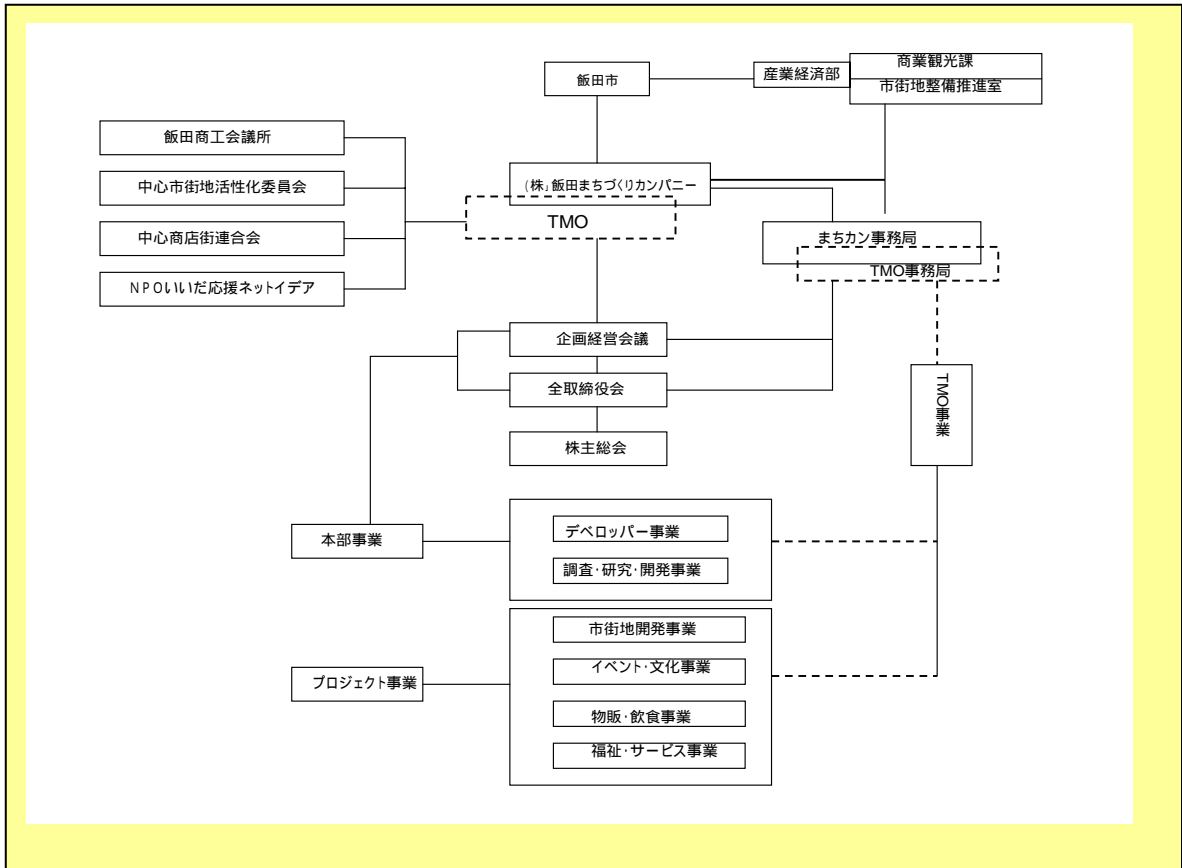 飯田市
産業経済部
商業観光課
市街地整備推進室
飯田商工会議所
中心市街地活性化委員会
中心商店街連合会
NPOいいだ応援ネットイデア
(株)飯田まちづくりカンパニー
TMO
まちカン事務局
TMO事務局
企画経営会議
全取締役会
株主総会
TMO事業
本部事業
デベロッパー事業
調査・研究・開発事業
プロジェクト事業
市街地開発事業
イベント・文化事業
物販・飲食事業
福祉・サービス事業